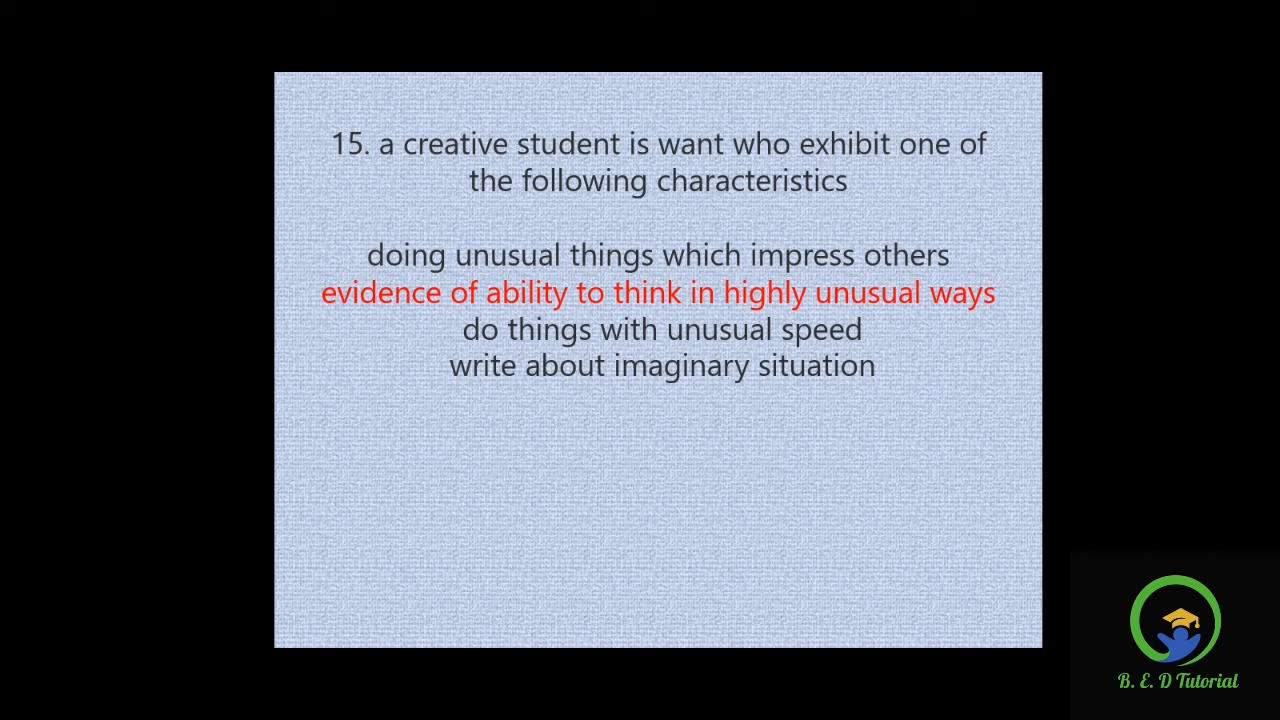 15. a creative student is want who exhibit one of
the following characteristics
doing unusual things which impress others
evidence of ability to think in highly unusual ways
do things with unusual speed
write about imaginary situation
B. E. D Tutorial